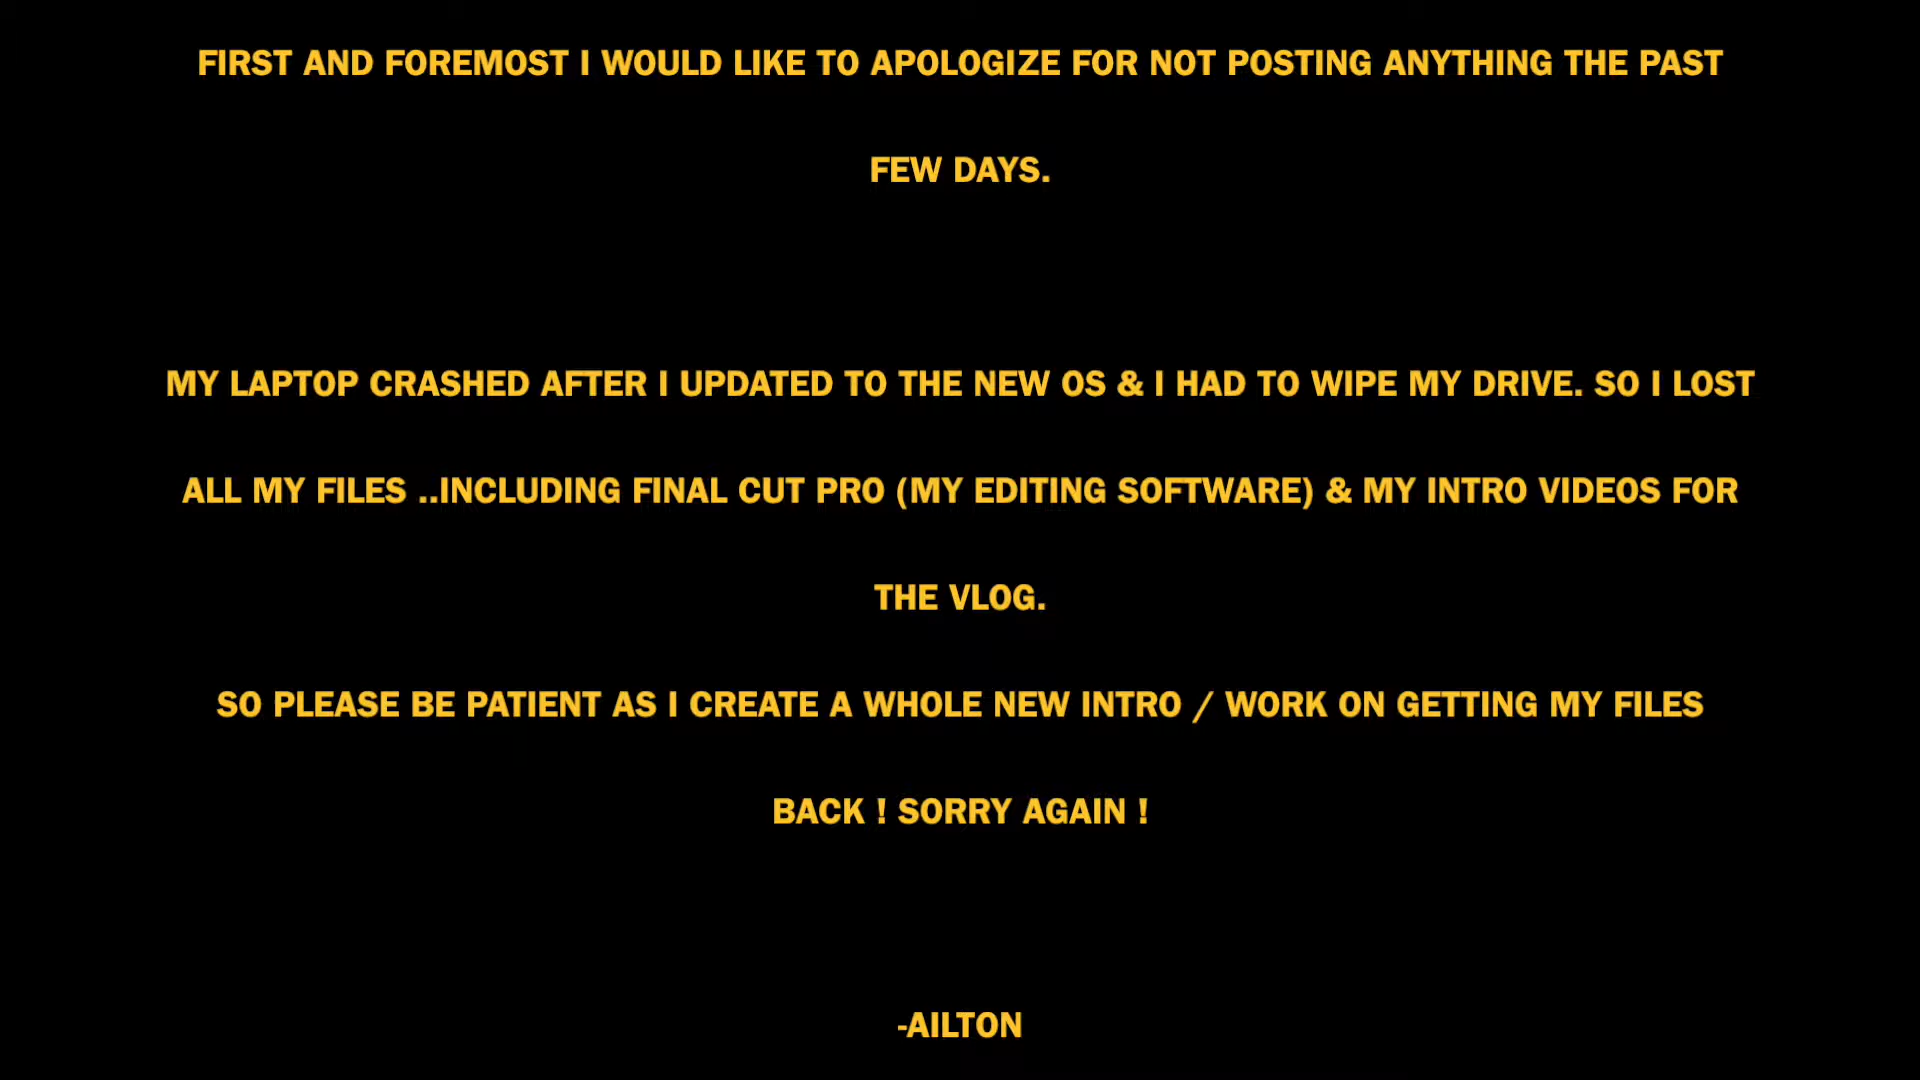 FIRST AND FOREMOST I WOULD LIKE TO APOLOGIZE FOR NOT POSTING ANYTHING THE PAST
FEW DAYS.
MY LAPTOP CRASHED AFTER I UPDATED TO THE NEW OS & I HAD TO WIPE MY DRIVE. SO I LOST
ALL MY FILES ..INCLUDING FINAL CUT PRO (MY EDITING SOFTWARE) & MY INTRO VIDEOS FOR
THE VLOG.
SO PLEASE BE PATIENT AS I CREATE A WHOLE NEW INTRO / WORK ON GETTING MY FILES
BACK ! SORRY AGAIN !
-AILTON